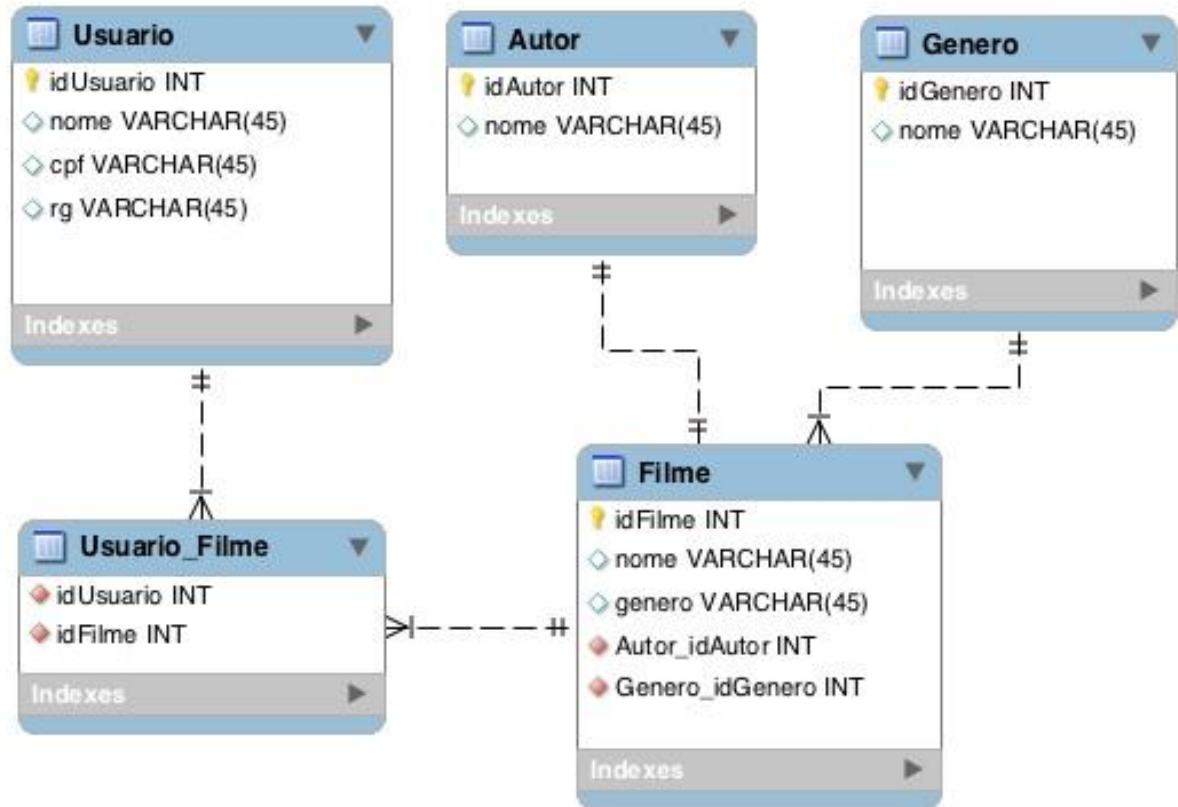 Usuario
idUsuario INT
nome VARCHAR(45)
cpf VARCHAR(45)
rg VARCHAR(45)
Indexes
Autor
idAutor INT
nome VARCHAR(45)
Indexes
Genero
idGenero INT
nome VARCHAR(45)
Indexes
Usuario_Filme
idUsuario INT
idFilme INT
Indexes
Filme
idFilme INT
nome VARCHAR(45)
genero VARCHAR(45)
Autor_idAutor INT
Genero_idGenero INT
Indexes